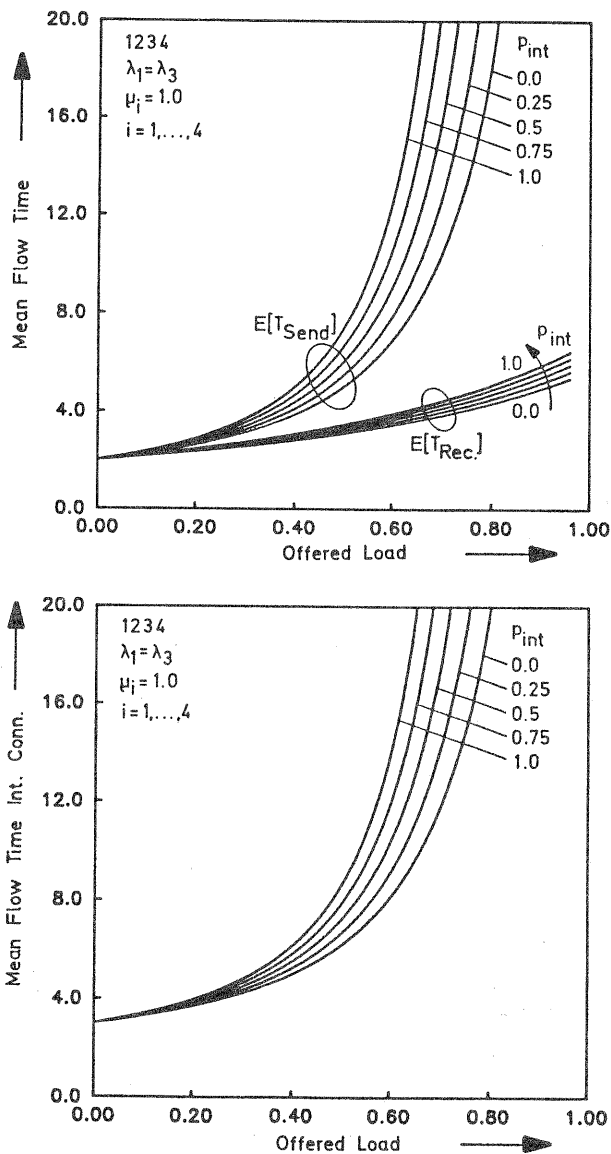 20.0
16.0
12.0
8.0
4.0
0.0
Mean Flow Time
1234
λ1=λ3
μi=1.0
i=1,...,4
pint
0.0
0.25
0.5
0.75
1.0
E[TSend]
pint
1.0
0.0
E[TRec.]
0.00 0.20 0.40 0.60 0.80 1.00
Offered Load
20.0
16.0
12.0
8.0
4.0
0.0
Mean Flow Time Int. Conn.
1234
λ1=λ3
μi=1.0
i=1,...,4
pint
0.0
0.25
0.5
0.75
1.0
0.00 0.20 0.40 0.60 0.80 1.00
Offered Load